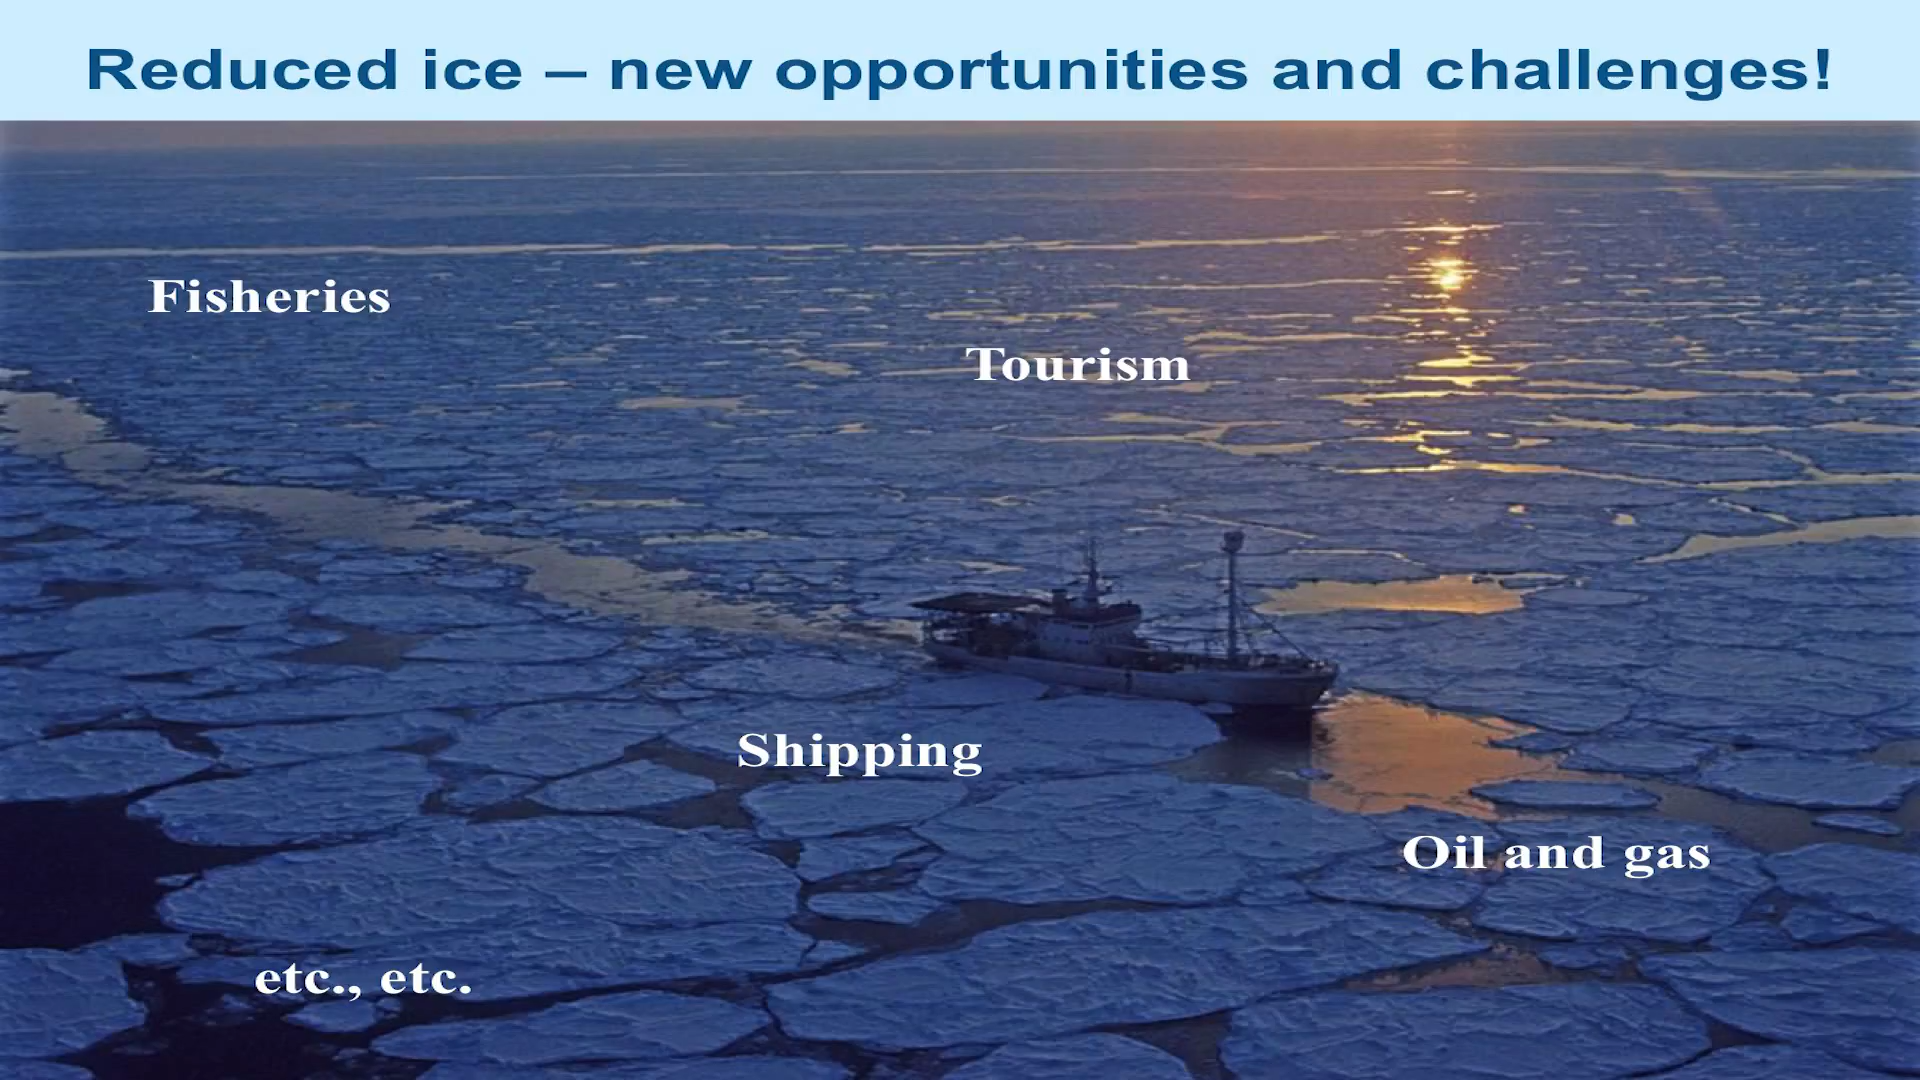 Reduced ice – new opportunities and challenges!
Fisheries
Tourism
Shipping
Oil and gas
etc., etc.